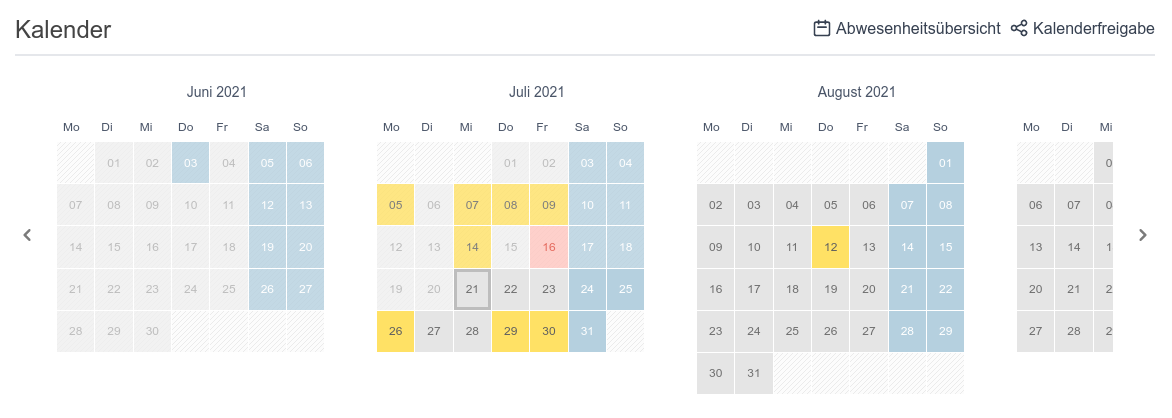 Kalender
Abwesenheitsübersicht Kalenderfreigabe
Juni 2021
Mo Di Mi Do Fr Sa So
01 02 03 04 05 06
07 08 09 10 11 12 13
14 15 16 17 18 19 20
21 22 23 24 25 26 27
28 29 30
Juli 2021
Mo Di Mi Do Fr Sa So
01 02 03 04
05 06 07 08 09 10 11
12 13 14 15 16 17 18
19 20 21 22 23 24 25
26 27 28 29 30 31
August 2021
Mo Di Mi Do Fr Sa So
01
02 03 04 05 06 07 08
09 10 11 12 13 14 15
16 17 18 19 20 21 22
23 24 25 26 27 28 29
30 31
Mo Di Mi
06 07
13 14
20 21
27 28